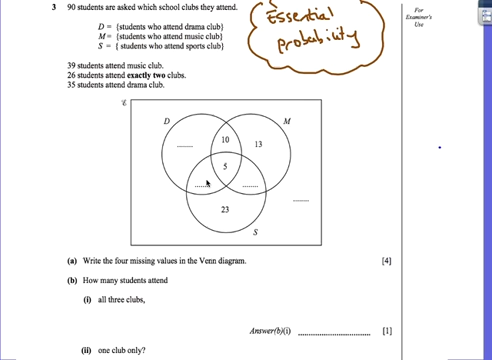 3 90 students are asked which school clubs they attend.
Essential
probability
For
Examiner's
Use
D = {students who attend drama club}
M = {students who attend music club}
S = { students who attend sports club}
39 students attend music club.
26 students attend exactly two clubs.
35 students attend drama club.
ℰ
D
M
10
13
.......
5
.......
.......
.......
23
S
(a) Write the four missing values in the Venn diagram. [4]
(b) How many students attend
(i) all three clubs,
Answer(b)(i) ................................ [1]
(ii) one club only?